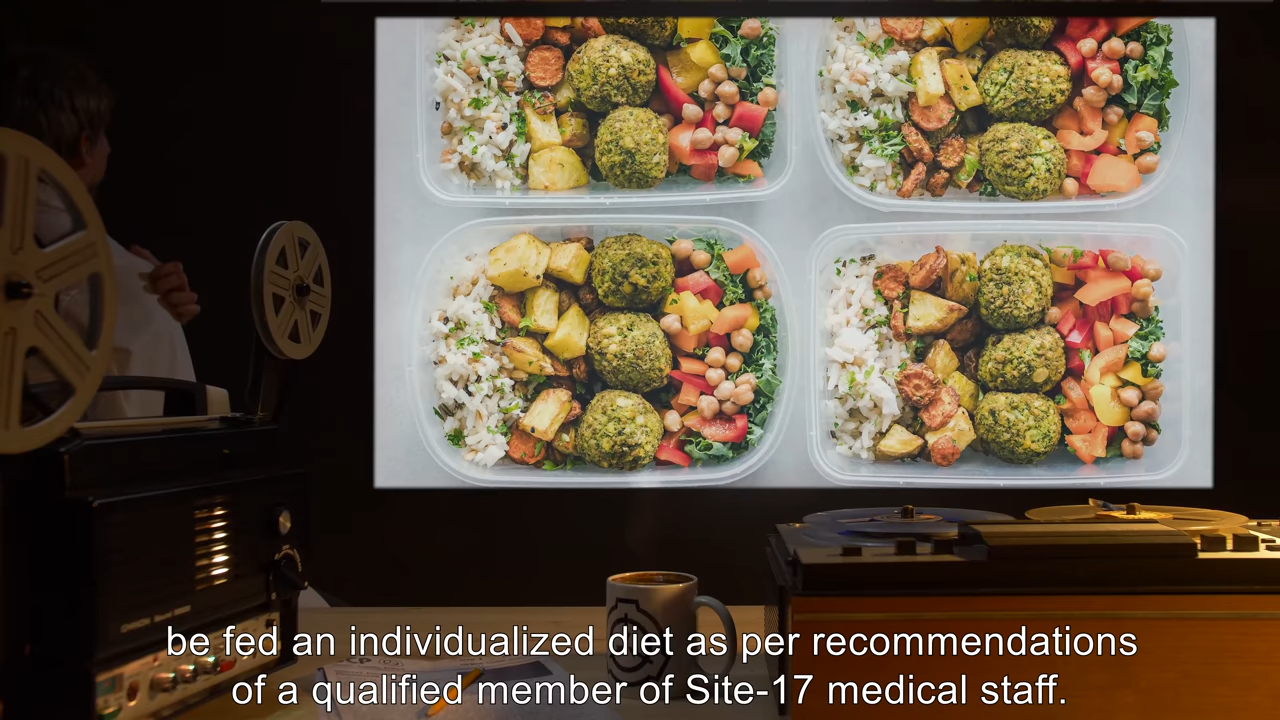 be fed an individualized diet as per recommendations
of a qualified member of Site-17 medical staff.